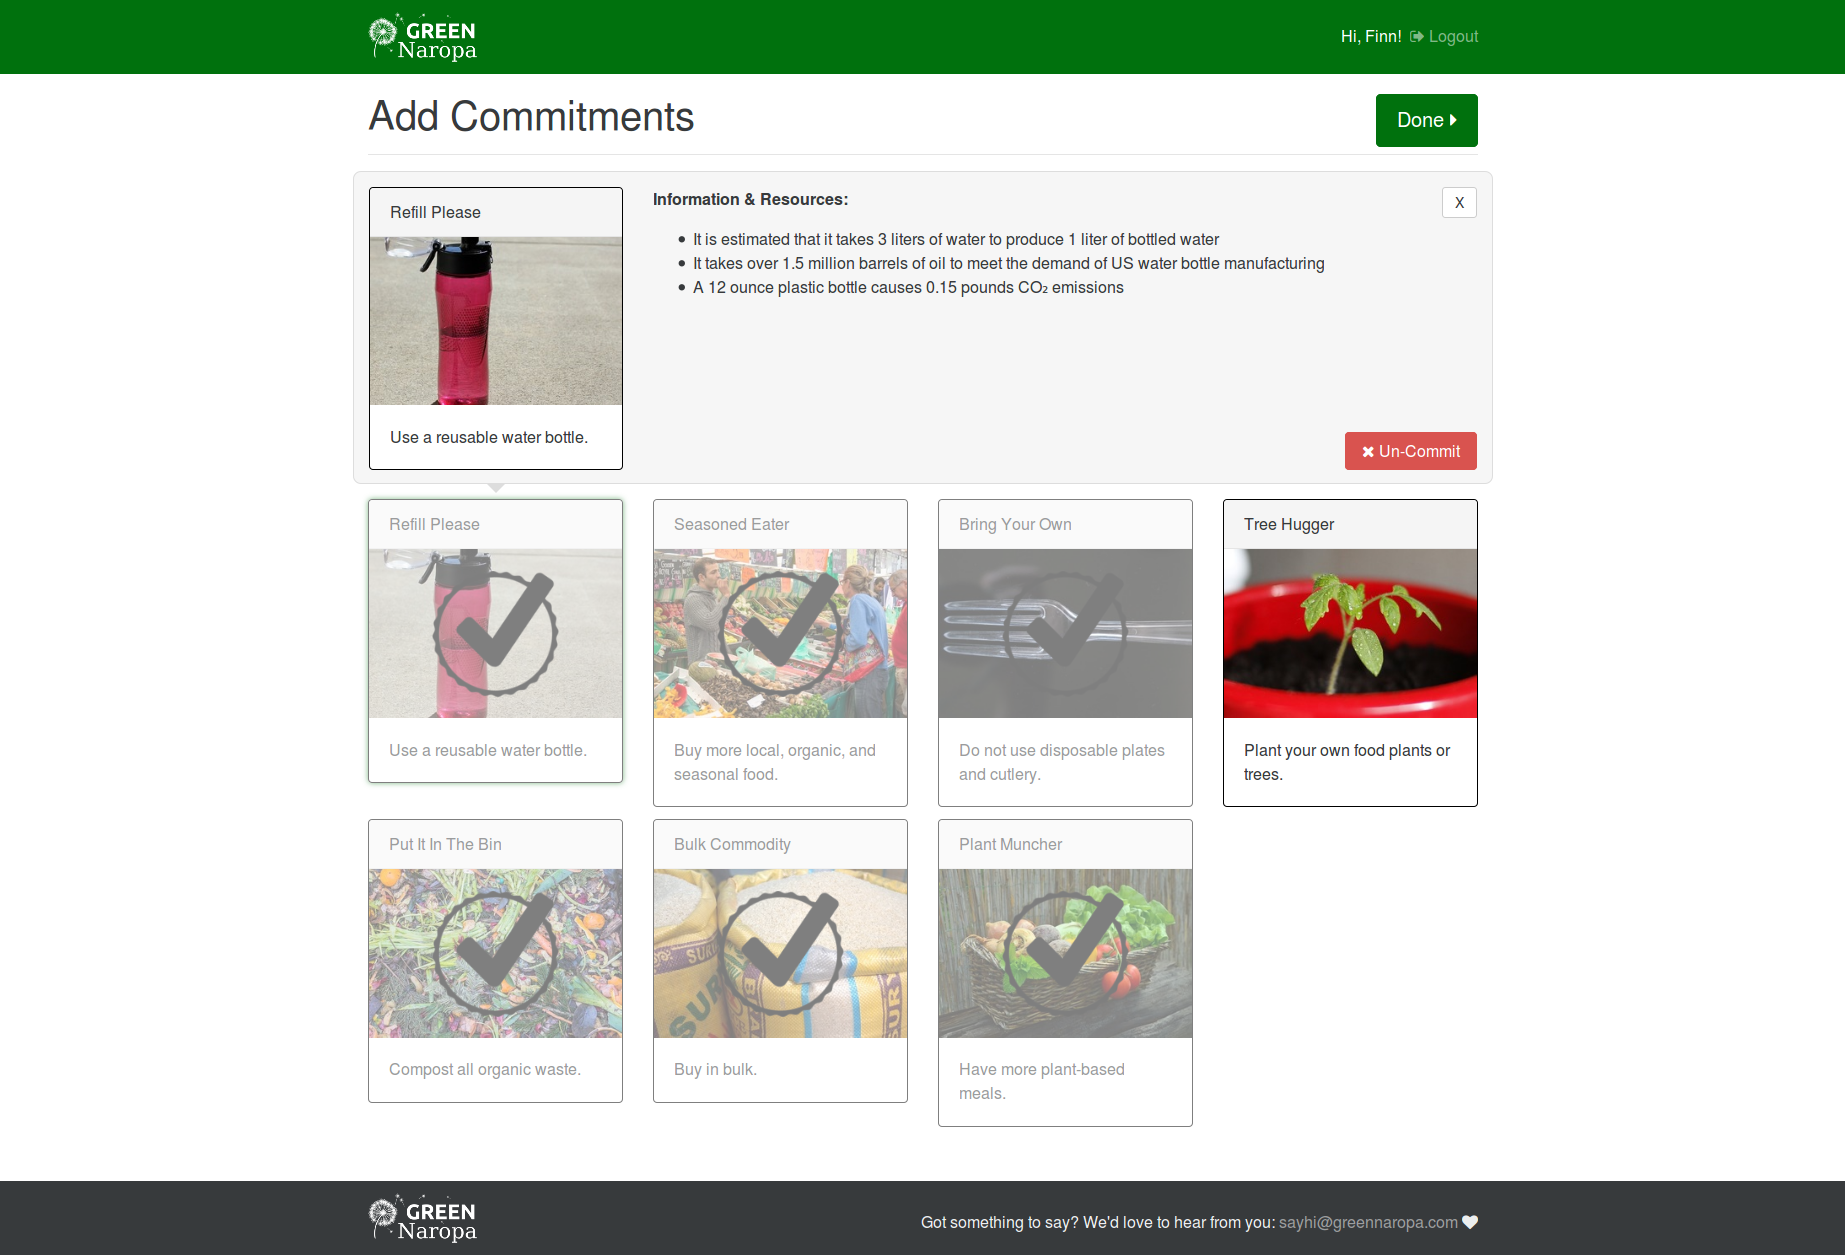 GREEN
Naropa
Hi, Finn! Logout
Add Commitments
Done
Refill Please
Use a reusable water bottle.
Information & Resources:
X
It is estimated that it takes 3 liters of water to produce 1 liter of bottled water
It takes over 1.5 million barrels of oil to meet the demand of US water bottle manufacturing
A 12 ounce plastic bottle causes 0.15 pounds CO₂ emissions
Un-Commit
Refill Please
Use a reusable water bottle.
Seasoned Eater
Buy more local, organic, and
seasonal food.
Bring Your Own
Do not use disposable plates
and cutlery.
Tree Hugger
Plant your own food plants or
trees.
Put It In The Bin
Compost all organic waste.
Bulk Commodity
SUR
SUR
SURY
Buy in bulk.
Plant Muncher
Have more plant-based
meals.
GREEN
Naropa
Got something to say? We'd love to hear from you: sayhi@greennaropa.com